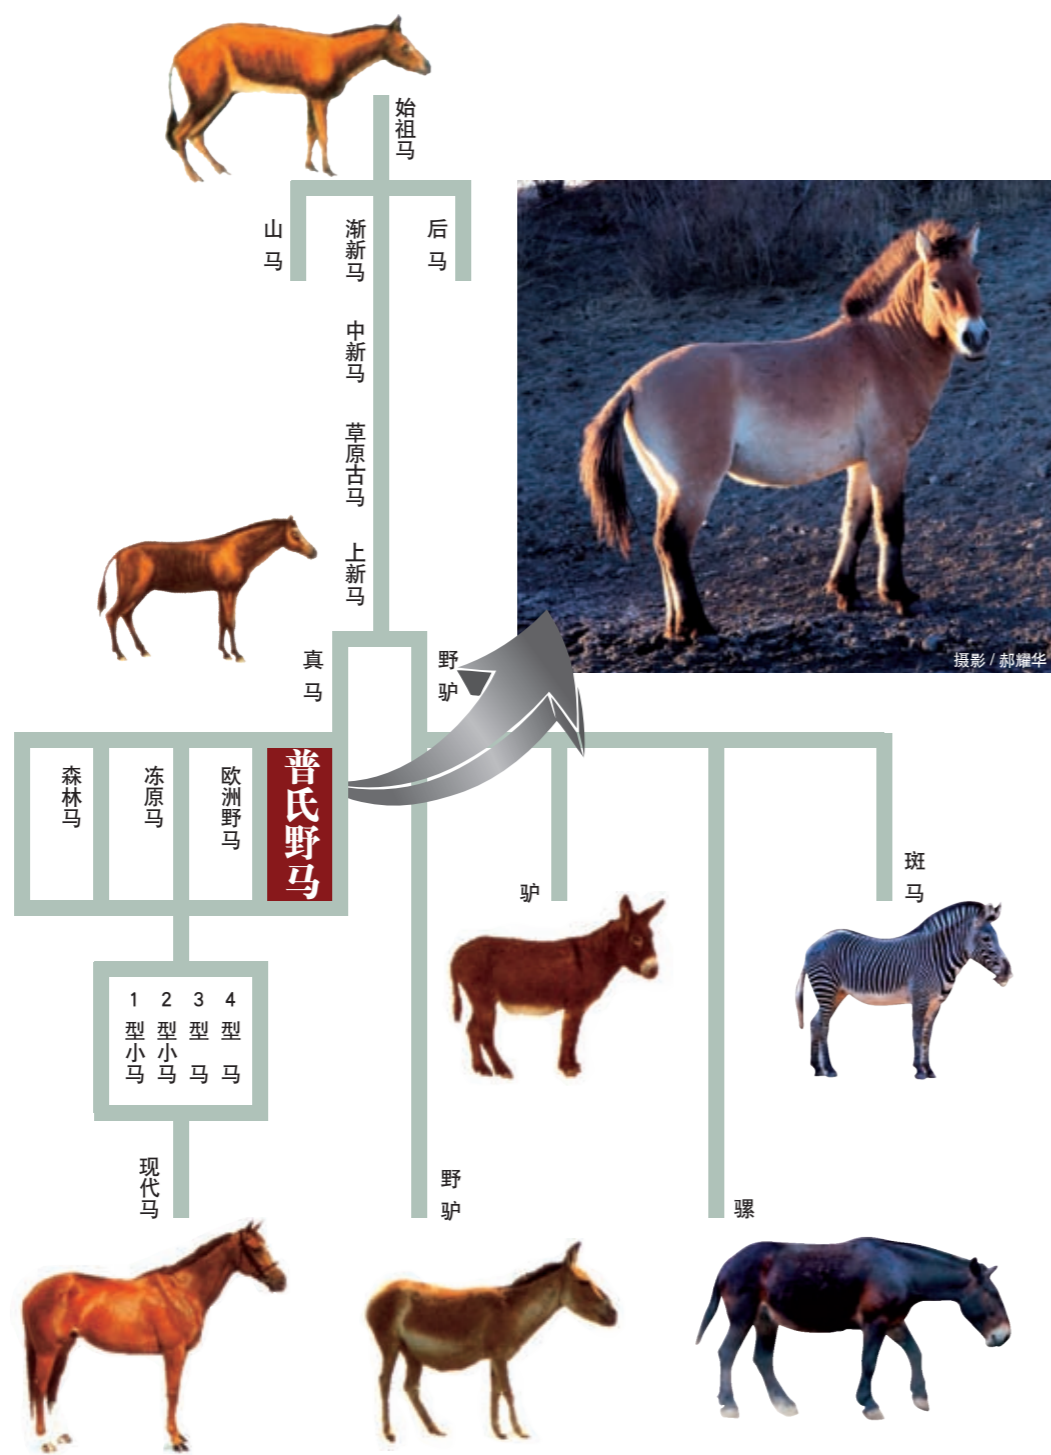 始祖马
山马
渐新马
后马
中新马
草原古马
上新马
真马
野驴
摄影 / 郝耀华
森林马
冻原马
欧洲野马
普氏野马
驴
斑马
1型小马
2型小马
3型马
4型马
现代马
野驴
骡